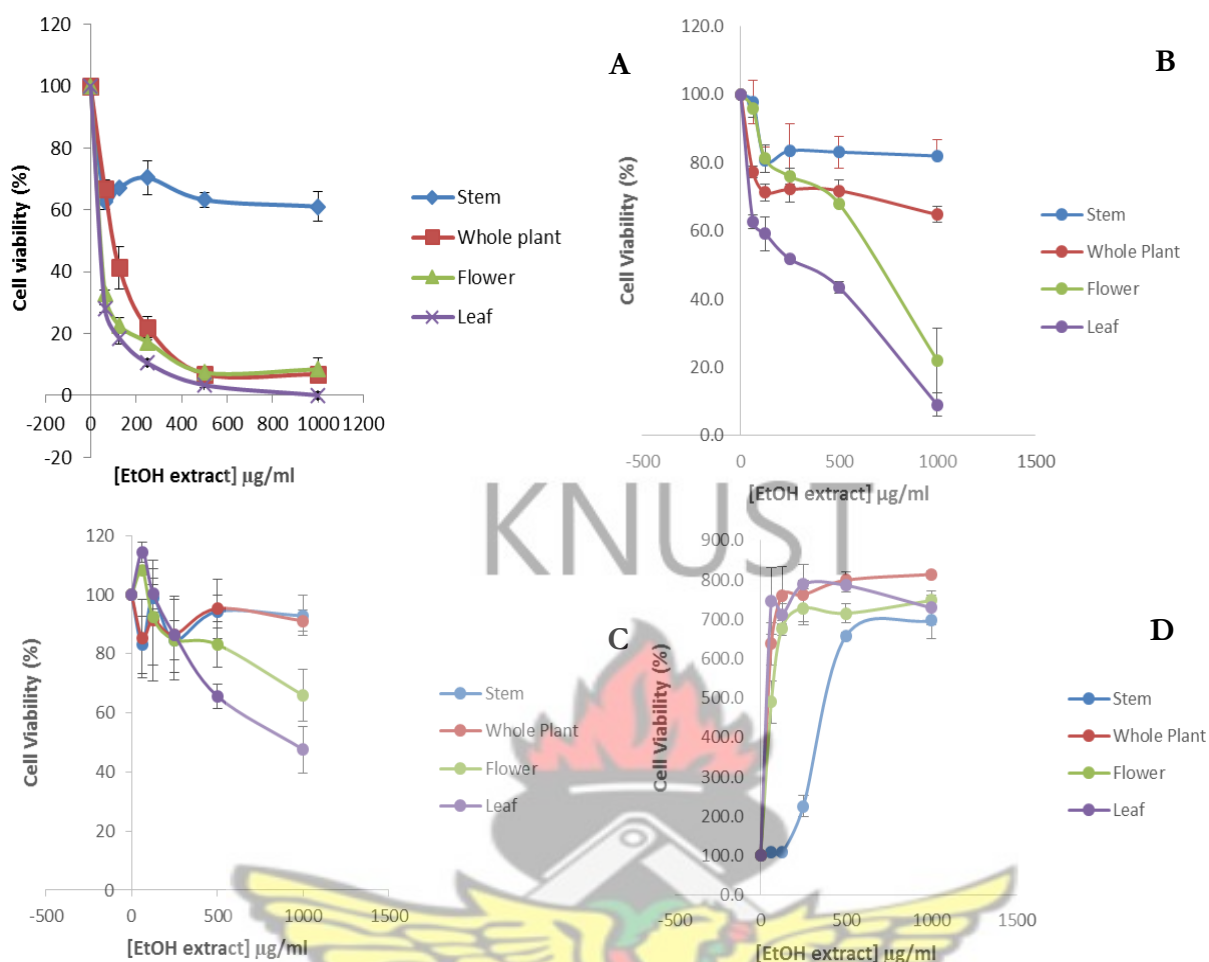 A
120
100
80
60
40
20
0
-20
-200 0 200 400 600 800 1000 1200
Cell viability (%)
[EtOH extract] µg/ml
Stem
Whole plant
Flower
Leaf
B
120.0
100.0
80.0
60.0
40.0
20.0
0.0
-500 0 500 1000 1500
Cell Viability (%)
[EtOH extract] µg/ml
Stem
Whole Plant
Flower
Leaf
KNUST
C
120
100
80
60
40
20
0
-500 0 500 1000 1500
Cell Viability (%)
[EtOH extract] µg/ml
Stem
Whole Plant
Flower
Leaf
D
900.0
800.0
700.0
600.0
500.0
400.0
300.0
200.0
100.0
0.0
-500 0 500 1000 1500
Cell Viability (%)
[EtOH extract] µg/ml
Stem
Whole Plant
Flower
Leaf